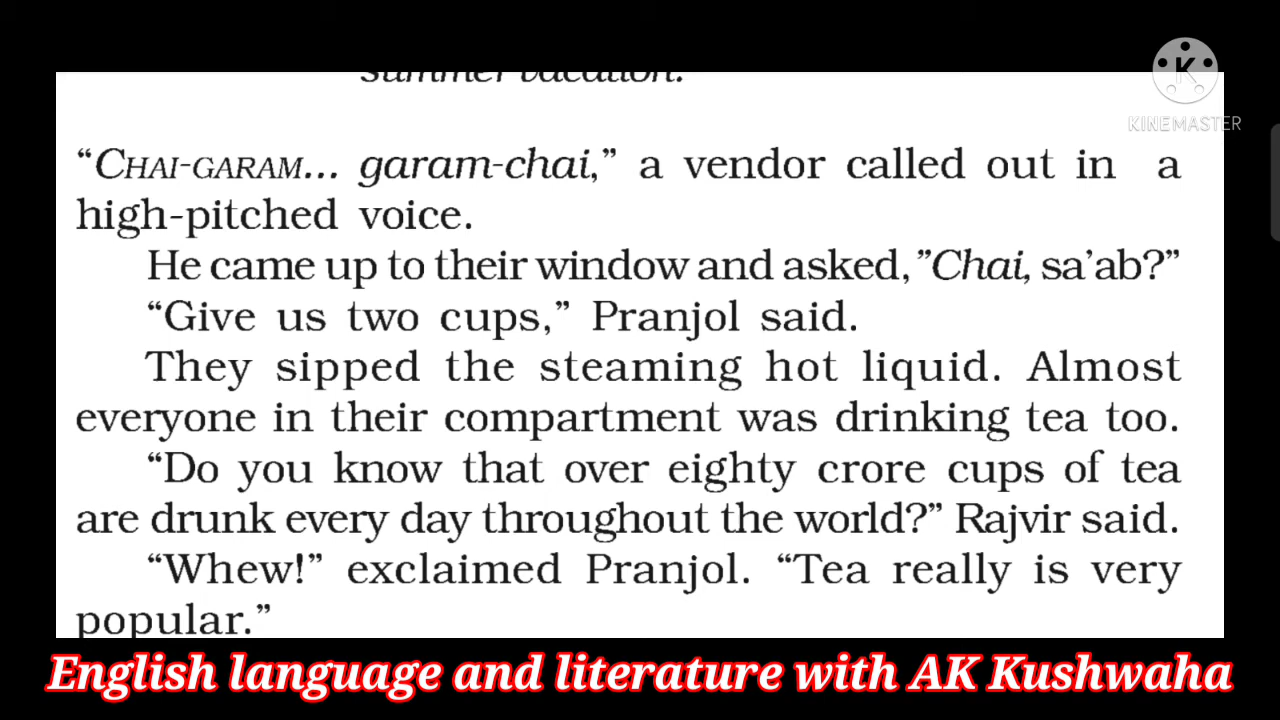 summer vacation.
KINEMASTER
“CHAI-GARAM... garam-chai,” a vendor called out in a
high-pitched voice.
He came up to their window and asked, ”Chai, sa’ab?”
“Give us two cups,” Pranjol said.
They sipped the steaming hot liquid. Almost
everyone in their compartment was drinking tea too.
“Do you know that over eighty crore cups of tea
are drunk every day throughout the world?” Rajvir said.
“Whew!” exclaimed Pranjol. “Tea really is very
popular.”
English language and literature with AK Kushwaha